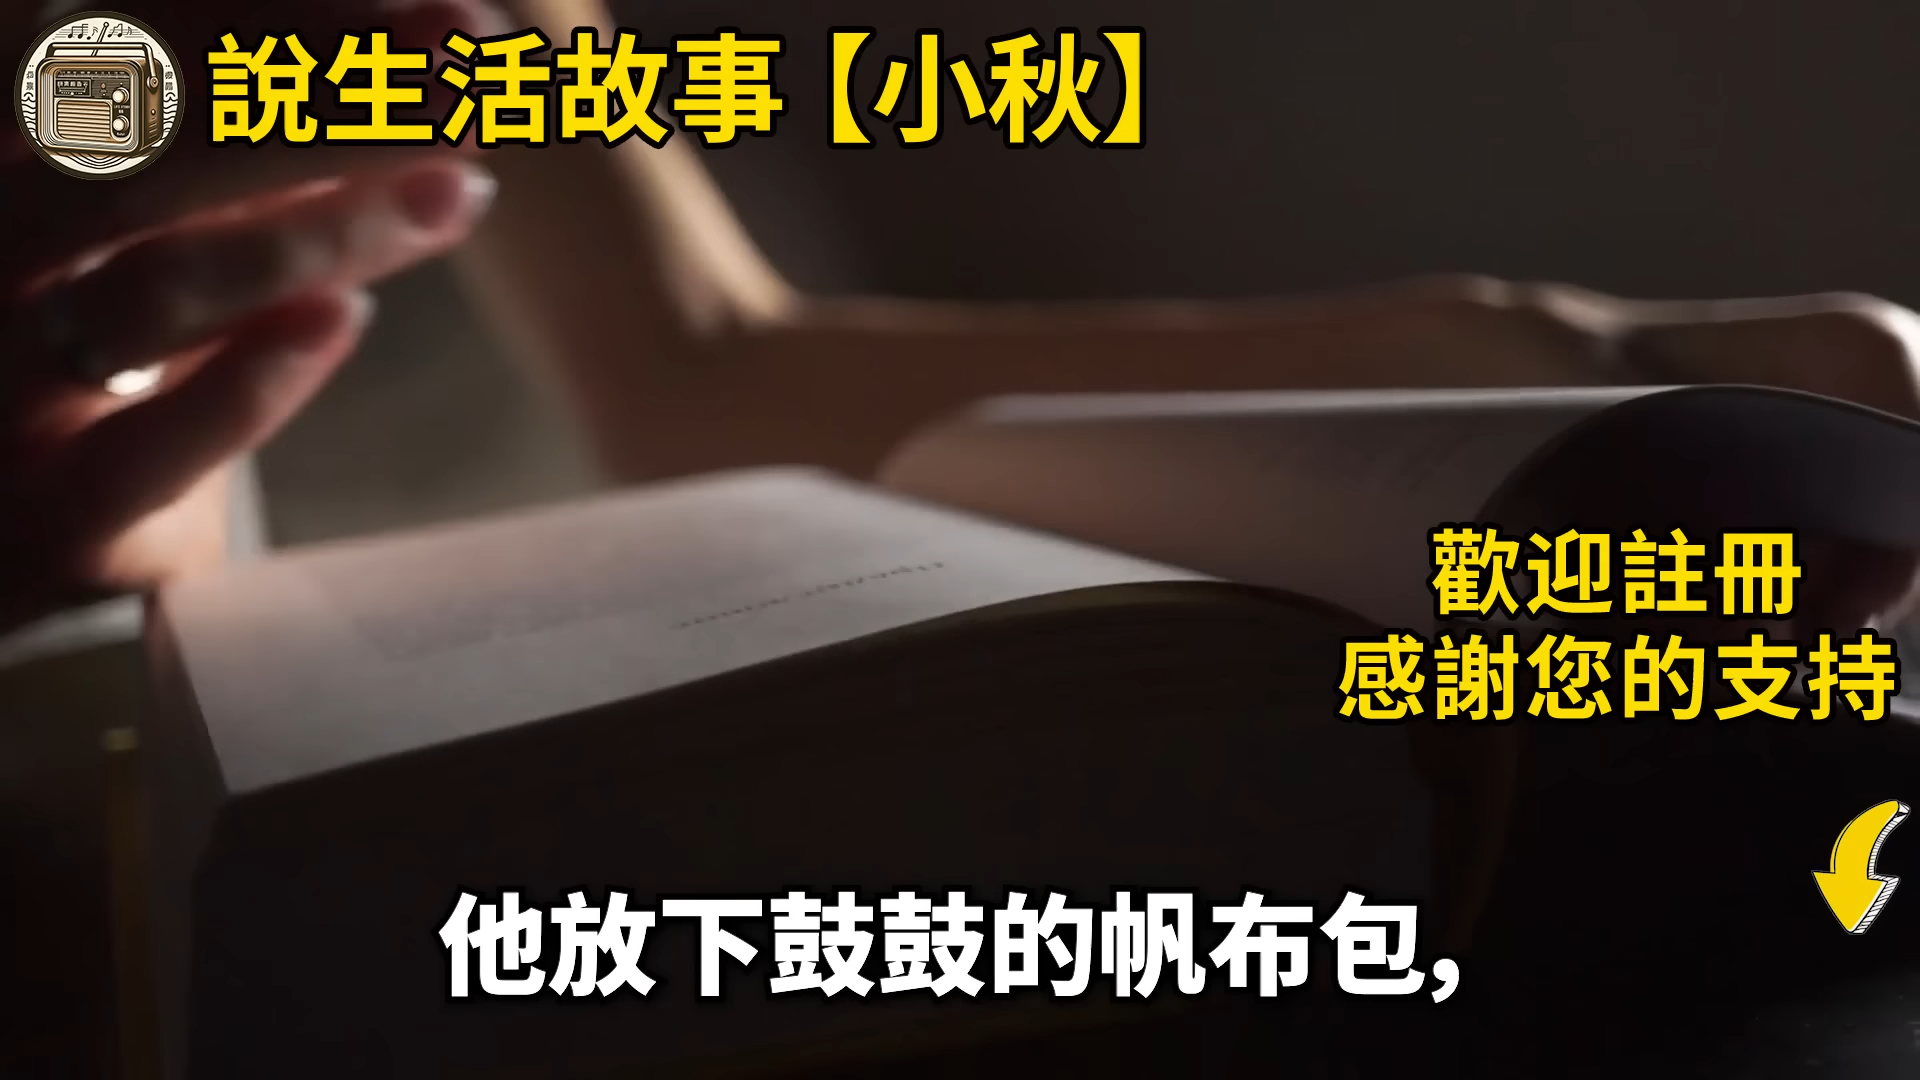 說生活故事【小秋】
歡迎註冊
感謝您的支持
他放下鼓鼓的帆布包,